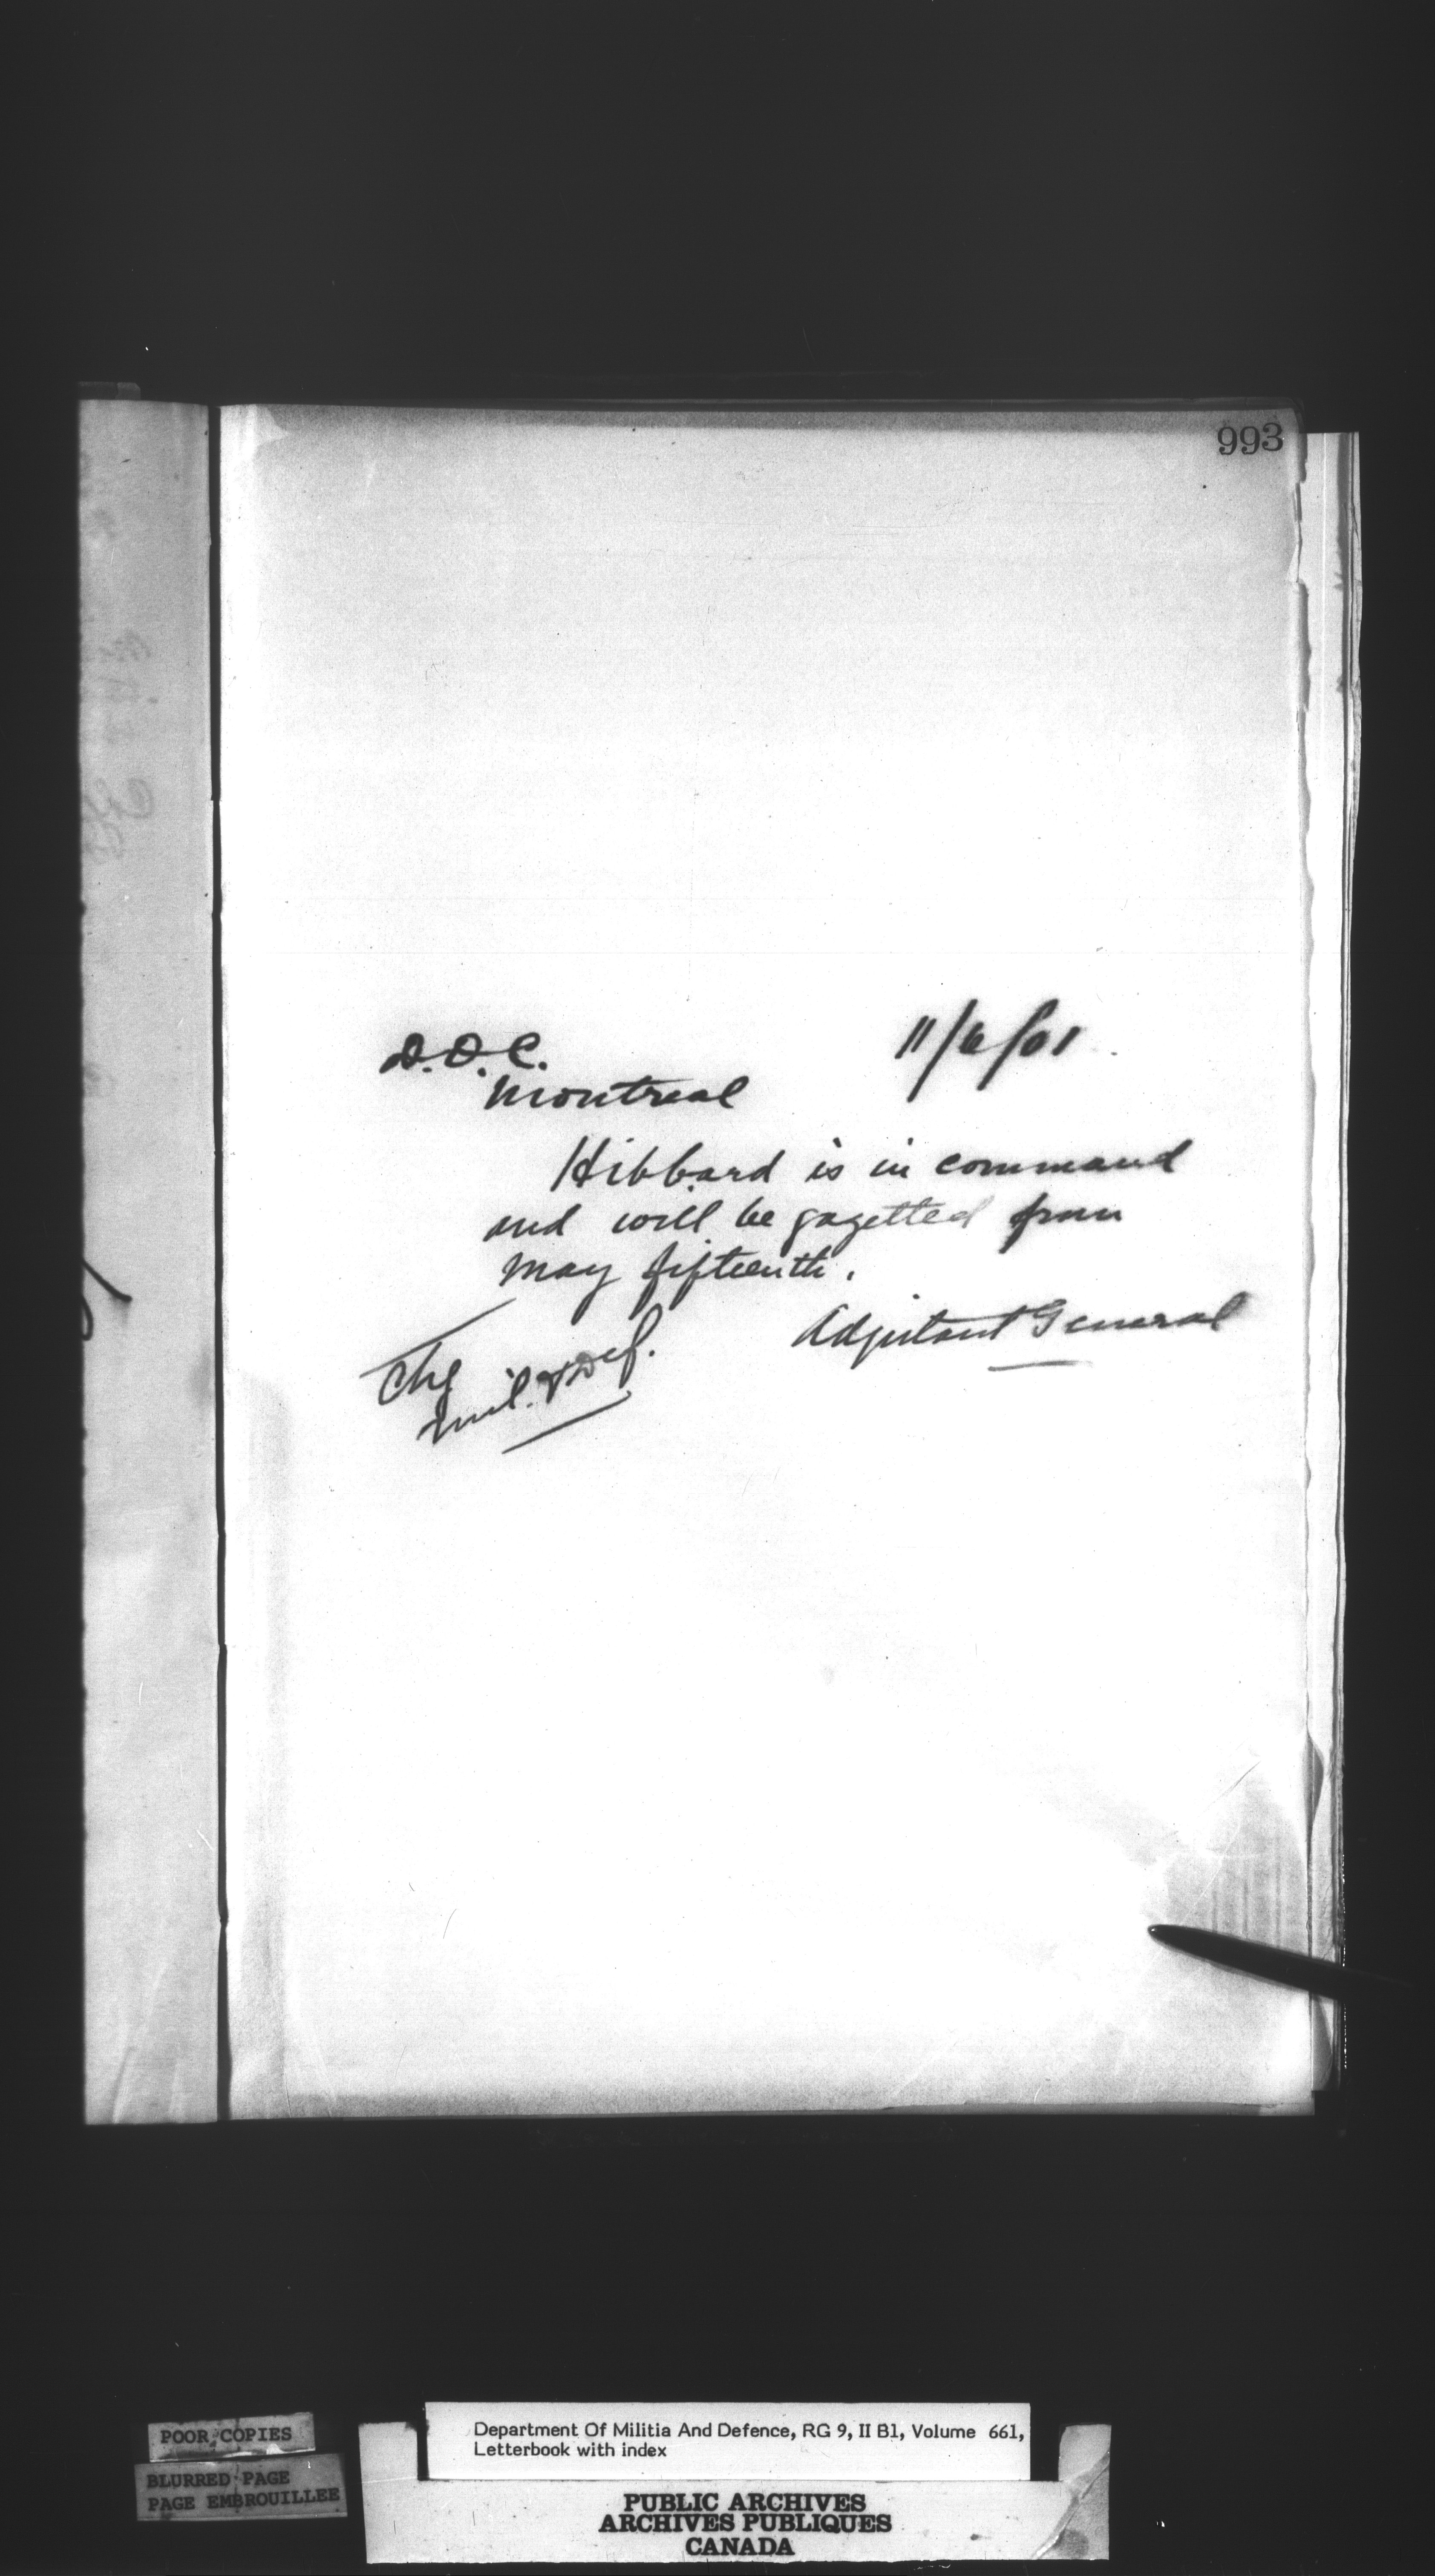 993
D.O.C. 11/6/01
Montreal
Hibbard is in command
and will be gazetted from
May fifteenth.
Adjutant General
Chg
Mil. & Def.
POOR COPIES
BLURRED PAGE
PAGE EMBROUILLEE
Department Of Militia And Defence, RG 9, II B1, Volume 661,
Letterbook with index
PUBLIC ARCHIVES
ARCHIVES PUBLIQUES
CANADA